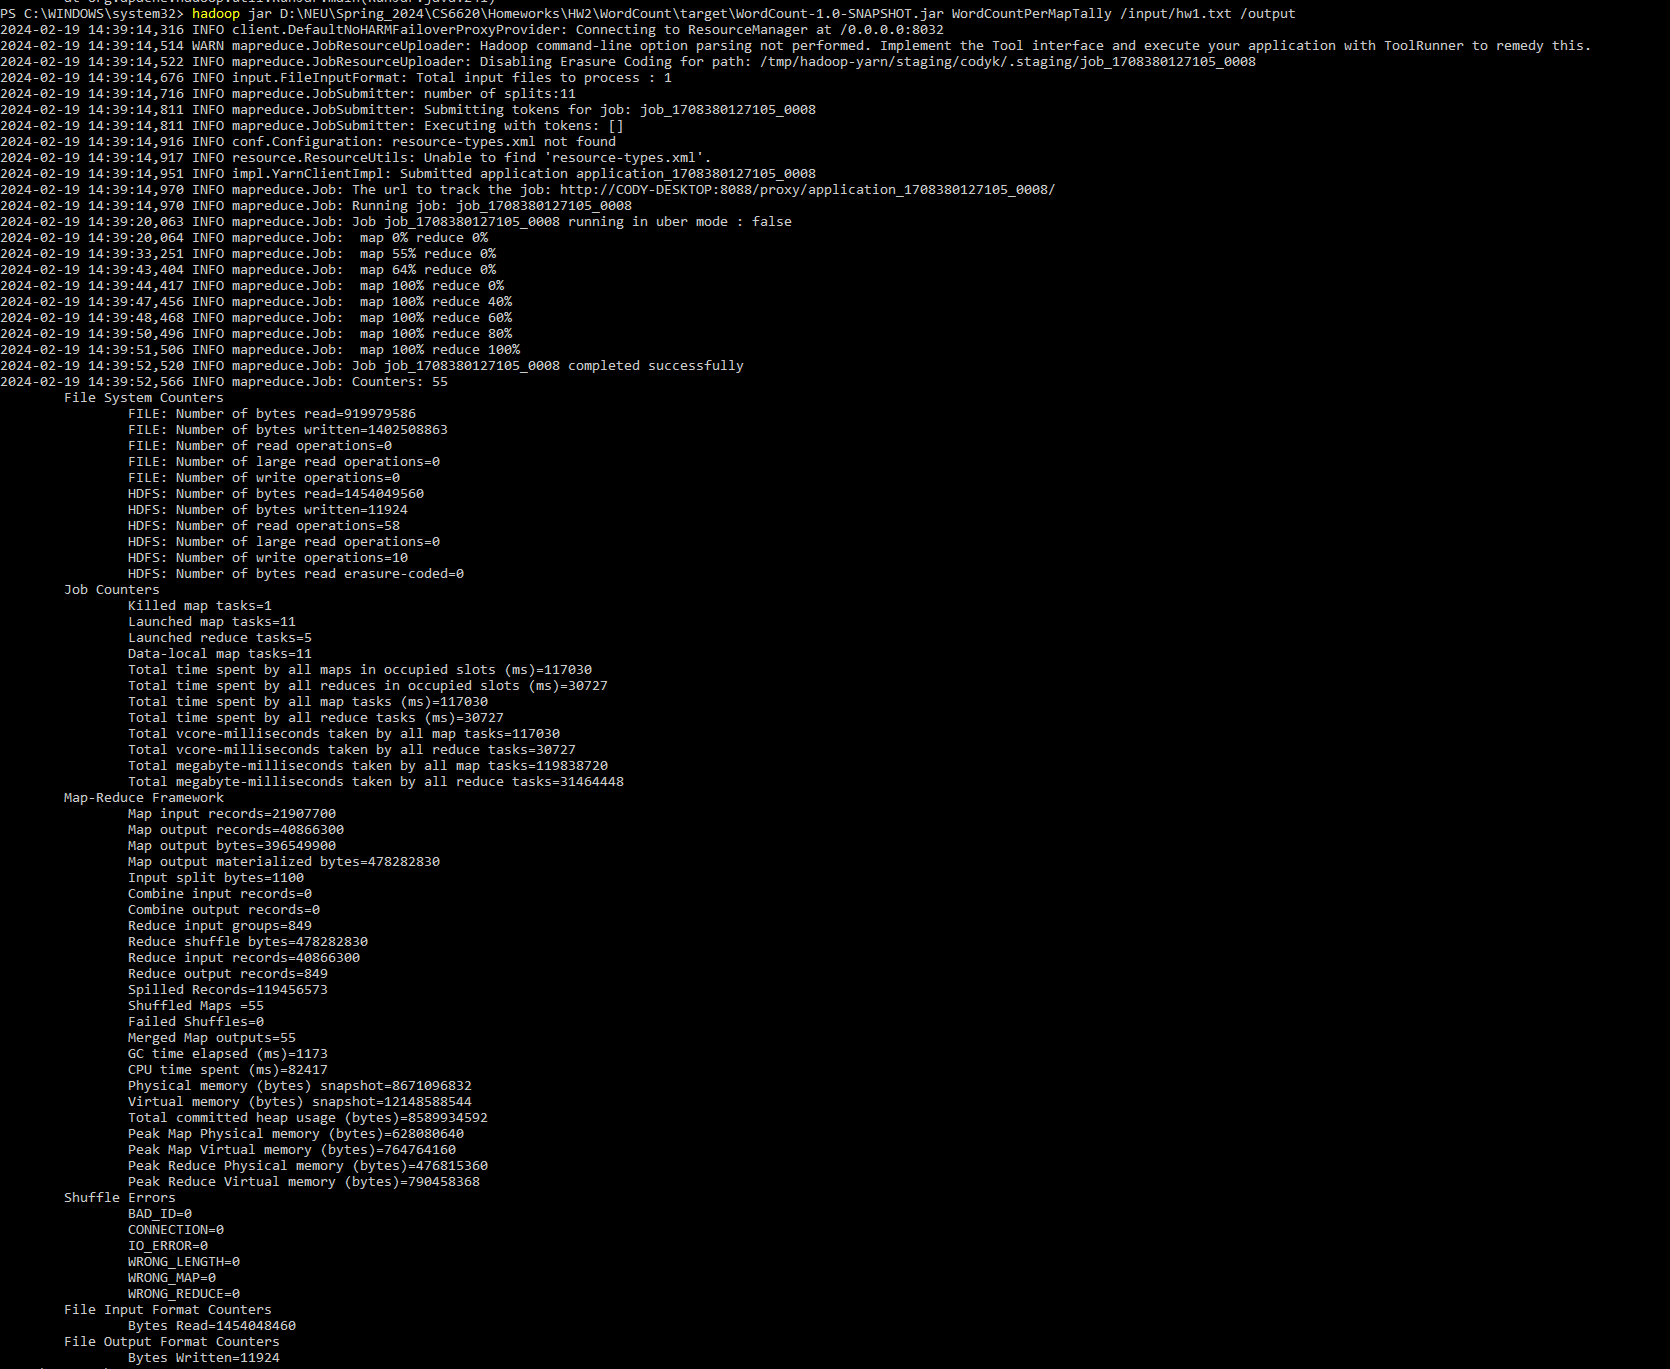 PS C:\WINDOWS\system32> hadoop jar D:\NEU\Spring_2024\CS6620\Homeworks\HW2\WordCount\target\WordCount-1.0-SNAPSHOT.jar WordCountPerMapTally /input/hw1.txt /output
2024-02-19 14:39:14,316 INFO client.DefaultNoHARMFailoverProxyProvider: Connecting to ResourceManager at /0.0.0.0:8032
2024-02-19 14:39:14,514 WARN mapreduce.JobResourceUploader: Hadoop command-line option parsing not performed. Implement the Tool interface and execute your application with ToolRunner to remedy this.
2024-02-19 14:39:14,522 INFO mapreduce.JobResourceUploader: Disabling Erasure Coding for path: /tmp/hadoop-yarn/staging/codyk/.staging/job_1708380127105_0008
2024-02-19 14:39:14,676 INFO input.FileInputFormat: Total input files to process : 1
2024-02-19 14:39:14,716 INFO mapreduce.JobSubmitter: number of splits:11
2024-02-19 14:39:14,811 INFO mapreduce.JobSubmitter: Submitting tokens for job: job_1708380127105_0008
2024-02-19 14:39:14,811 INFO mapreduce.JobSubmitter: Executing with tokens: []
2024-02-19 14:39:14,916 INFO conf.Configuration: resource-types.xml not found
2024-02-19 14:39:14,917 INFO resource.ResourceUtils: Unable to find 'resource-types.xml'.
2024-02-19 14:39:14,951 INFO impl.YarnClientImpl: Submitted application application_1708380127105_0008
2024-02-19 14:39:14,970 INFO mapreduce.Job: The url to track the job: http://CODY-DESKTOP:8088/proxy/application_1708380127105_0008/
2024-02-19 14:39:14,970 INFO mapreduce.Job: Running job: job_1708380127105_0008
2024-02-19 14:39:20,063 INFO mapreduce.Job: Job job_1708380127105_0008 running in uber mode : false
2024-02-19 14:39:20,064 INFO mapreduce.Job:  map 0% reduce 0%
2024-02-19 14:39:33,251 INFO mapreduce.Job:  map 55% reduce 0%
2024-02-19 14:39:43,404 INFO mapreduce.Job:  map 64% reduce 0%
2024-02-19 14:39:44,417 INFO mapreduce.Job:  map 100% reduce 0%
2024-02-19 14:39:47,456 INFO mapreduce.Job:  map 100% reduce 40%
2024-02-19 14:39:48,468 INFO mapreduce.Job:  map 100% reduce 60%
2024-02-19 14:39:50,496 INFO mapreduce.Job:  map 100% reduce 80%
2024-02-19 14:39:51,506 INFO mapreduce.Job:  map 100% reduce 100%
2024-02-19 14:39:52,520 INFO mapreduce.Job: Job job_1708380127105_0008 completed successfully
2024-02-19 14:39:52,566 INFO mapreduce.Job: Counters: 55
File System Counters
FILE: Number of bytes read=919979586
FILE: Number of bytes written=1402508863
FILE: Number of read operations=0
FILE: Number of large read operations=0
FILE: Number of write operations=0
HDFS: Number of bytes read=1454049560
HDFS: Number of bytes written=11924
HDFS: Number of read operations=58
HDFS: Number of large read operations=0
HDFS: Number of write operations=10
HDFS: Number of bytes read erasure-coded=0
Job Counters
Killed map tasks=1
Launched map tasks=11
Launched reduce tasks=5
Data-local map tasks=11
Total time spent by all maps in occupied slots (ms)=117030
Total time spent by all reduces in occupied slots (ms)=30727
Total time spent by all map tasks (ms)=117030
Total time spent by all reduce tasks (ms)=30727
Total vcore-milliseconds taken by all map tasks=117030
Total vcore-milliseconds taken by all reduce tasks=30727
Total megabyte-milliseconds taken by all map tasks=119838720
Total megabyte-milliseconds taken by all reduce tasks=31464448
Map-Reduce Framework
Map input records=21907700
Map output records=40866300
Map output bytes=396549900
Map output materialized bytes=478282830
Input split bytes=1100
Combine input records=0
Combine output records=0
Reduce input groups=849
Reduce shuffle bytes=478282830
Reduce input records=40866300
Reduce output records=849
Spilled Records=119456573
Shuffled Maps =55
Failed Shuffles=0
Merged Map outputs=55
GC time elapsed (ms)=1173
CPU time spent (ms)=82417
Physical memory (bytes) snapshot=8671096832
Virtual memory (bytes) snapshot=12148588544
Total committed heap usage (bytes)=8589934592
Peak Map Physical memory (bytes)=628080640
Peak Map Virtual memory (bytes)=764764160
Peak Reduce Physical memory (bytes)=476815360
Peak Reduce Virtual memory (bytes)=790458368
Shuffle Errors
BAD_ID=0
CONNECTION=0
IO_ERROR=0
WRONG_LENGTH=0
WRONG_MAP=0
WRONG_REDUCE=0
File Input Format Counters
Bytes Read=1454048460
File Output Format Counters
Bytes Written=11924